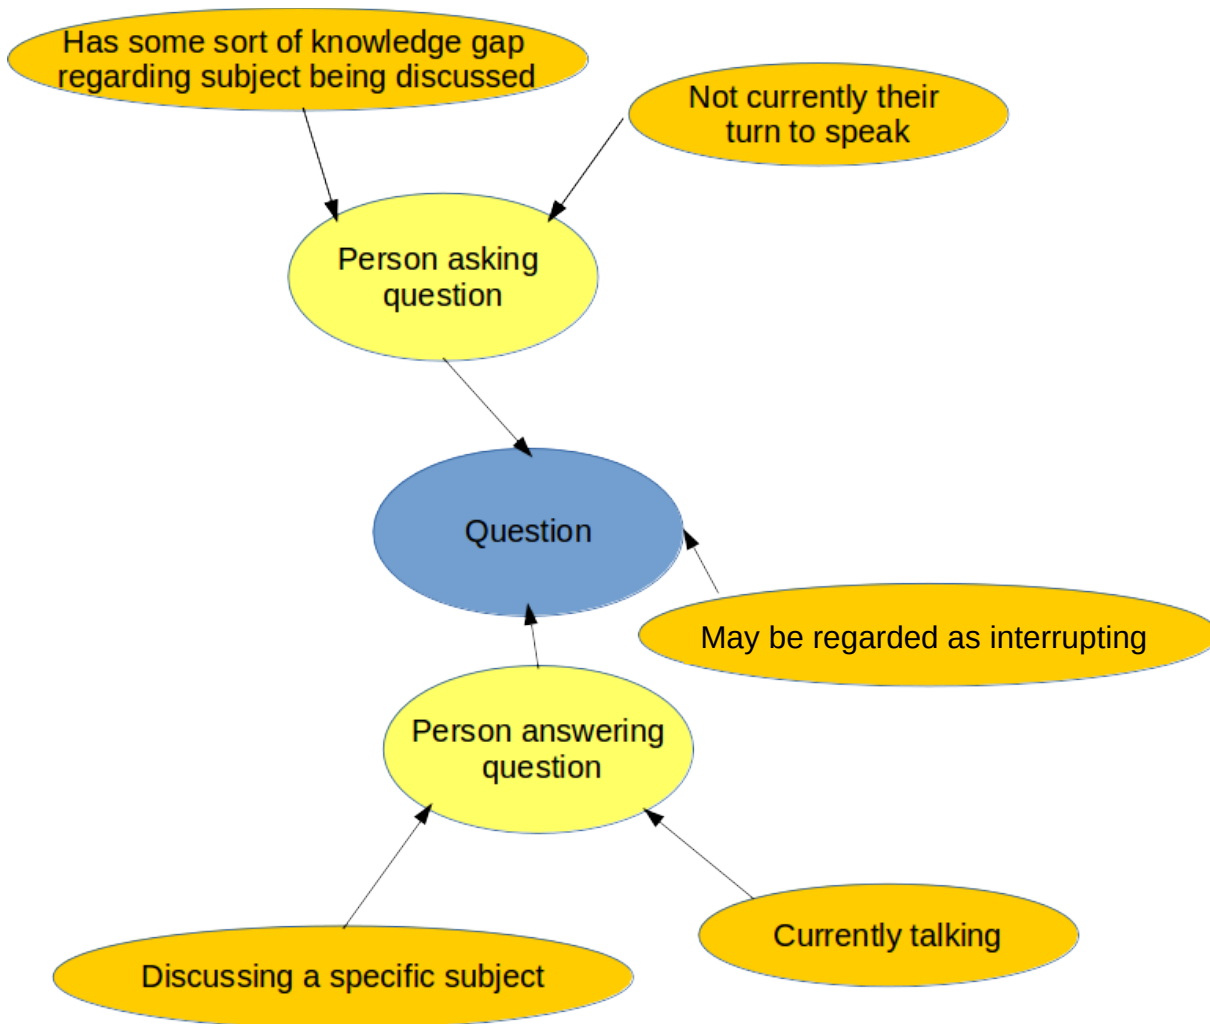 Has some sort of knowledge gap
regarding subject being discussed
Not currently their
turn to speak
Person asking
question
Question
May be regarded as interrupting
Person answering
question
Currently talking
Discussing a specific subject